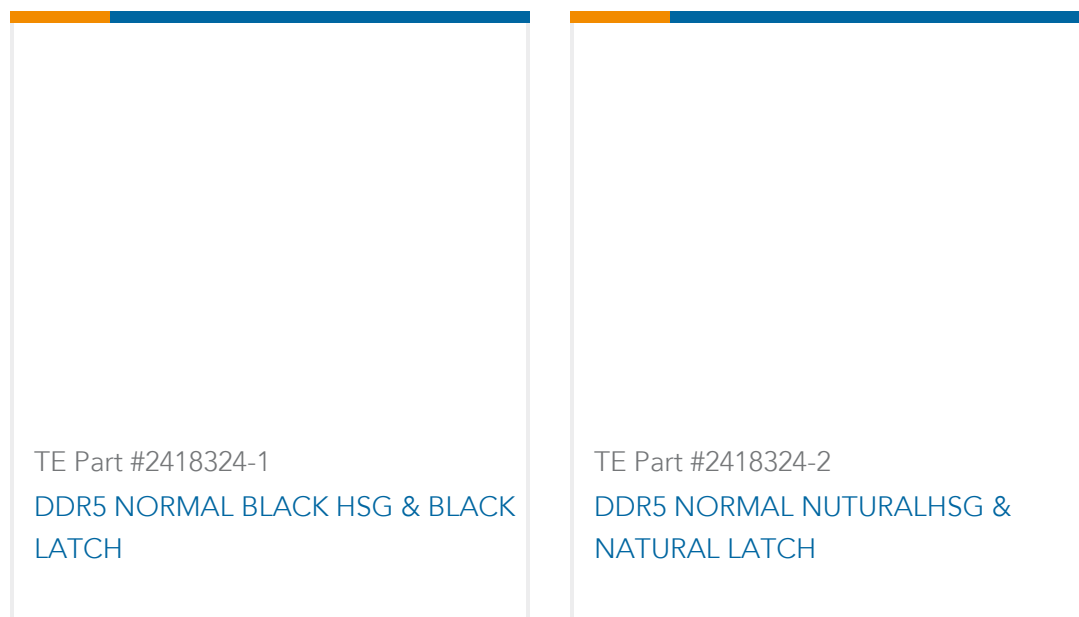 TE Part #2418324-1
DDR5 NORMAL BLACK HSG & BLACK
LATCH
TE Part #2418324-2
DDR5 NORMAL NUTURALHSG &
NATURAL LATCH